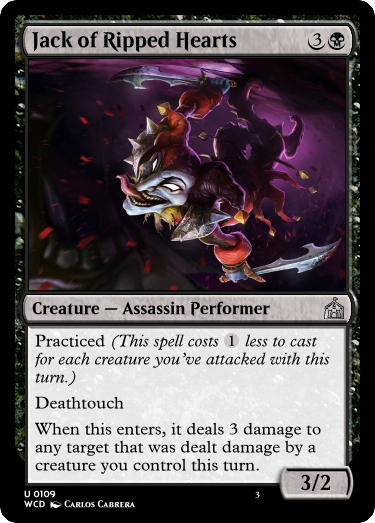 Jack of Ripped Hearts 3
Creature — Assassin Performer
Practiced (This spell costs 1 less to cast
for each creature you've attacked with this
turn.)
Deathtouch
When this enters, it deals 3 damage to
any target that was dealt damage by a
creature you control this turn.
3/2
U 0109
3
WCD Carlos Cabrera